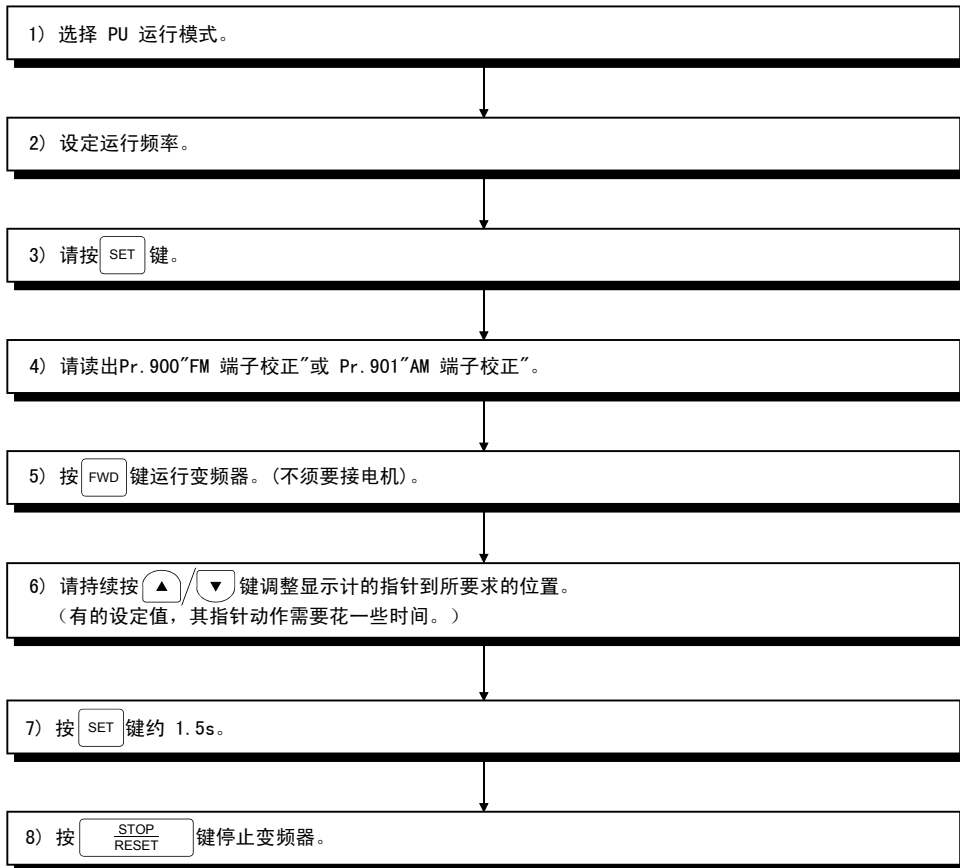 1) 选择 PU 运行模式。
2) 设定运行频率。
3) 请按 SET 键。
4) 请读出Pr.900"FM 端子校正"或 Pr.901"AM 端子校正"。
5) 按 FWD 键运行变频器。(不须要接电机)。
6) 请持续按 ▲ / ▼ 键调整显示计的指针到所要求的位置。
(有的设定值，其指针动作需要花一些时间。)
7) 按 SET 键约 1.5s。
8) 按 STOP RESET 键停止变频器。